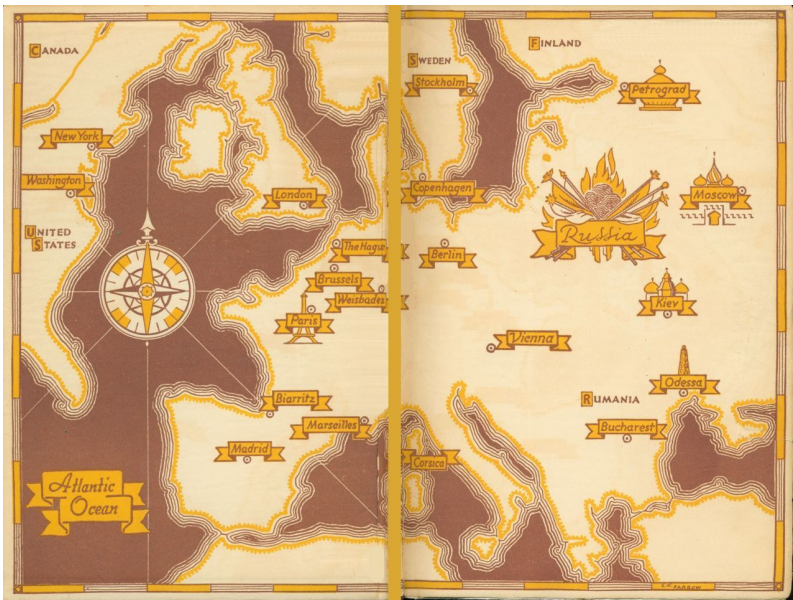 CANADA
FINLAND
SWEDEN
Stockholm
Petrograd
New York
Washington
London
Copenhagen
Moscow
UNITED
STATES
Russia
The Hague
Berlin
Brussels
Weisbaden
Kiev
Paris
Vienna
Odessa
Biarritz
RUMANIA
Marseilles
Bucharest
Madrid
Corsica
Atlantic
Ocean